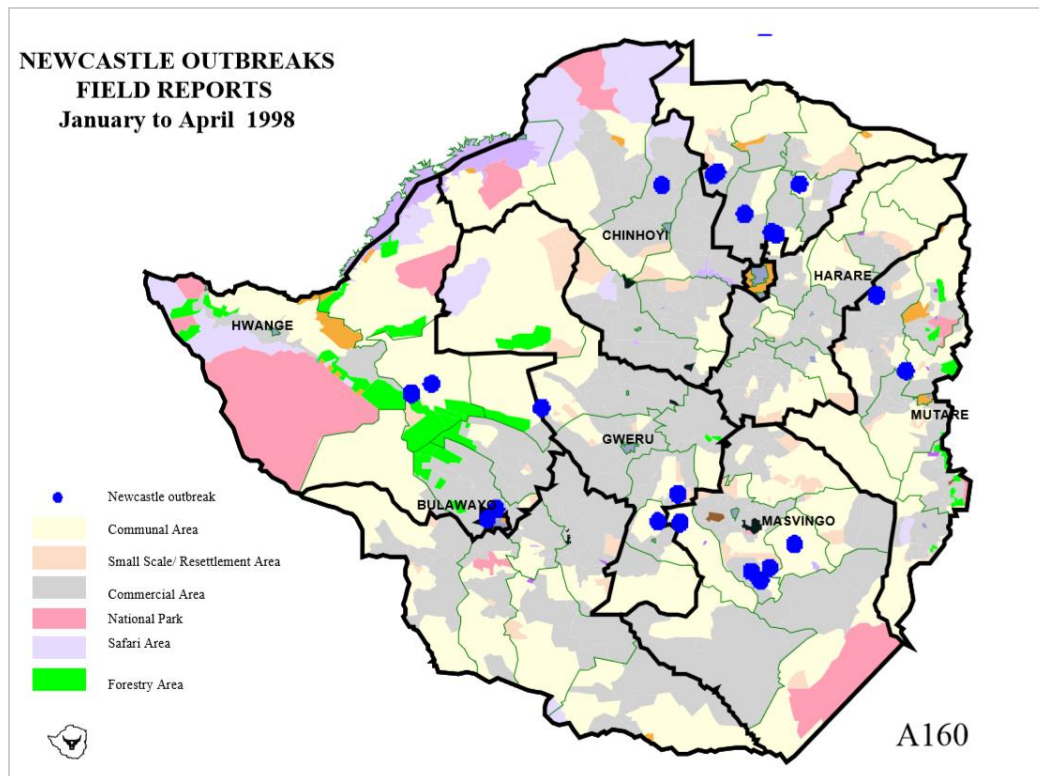 NEWCASTLE OUTBREAKS
FIELD REPORTS
January to April 1998
CHINHOYI
HARARE
HWANGE
MUTARE
GWERU
BULAWAYO
MASVINGO
Newcastle outbreak
Communal Area
Small Scale/ Resettlement Area
Commercial Area
National Park
Safari Area
Forestry Area
A160